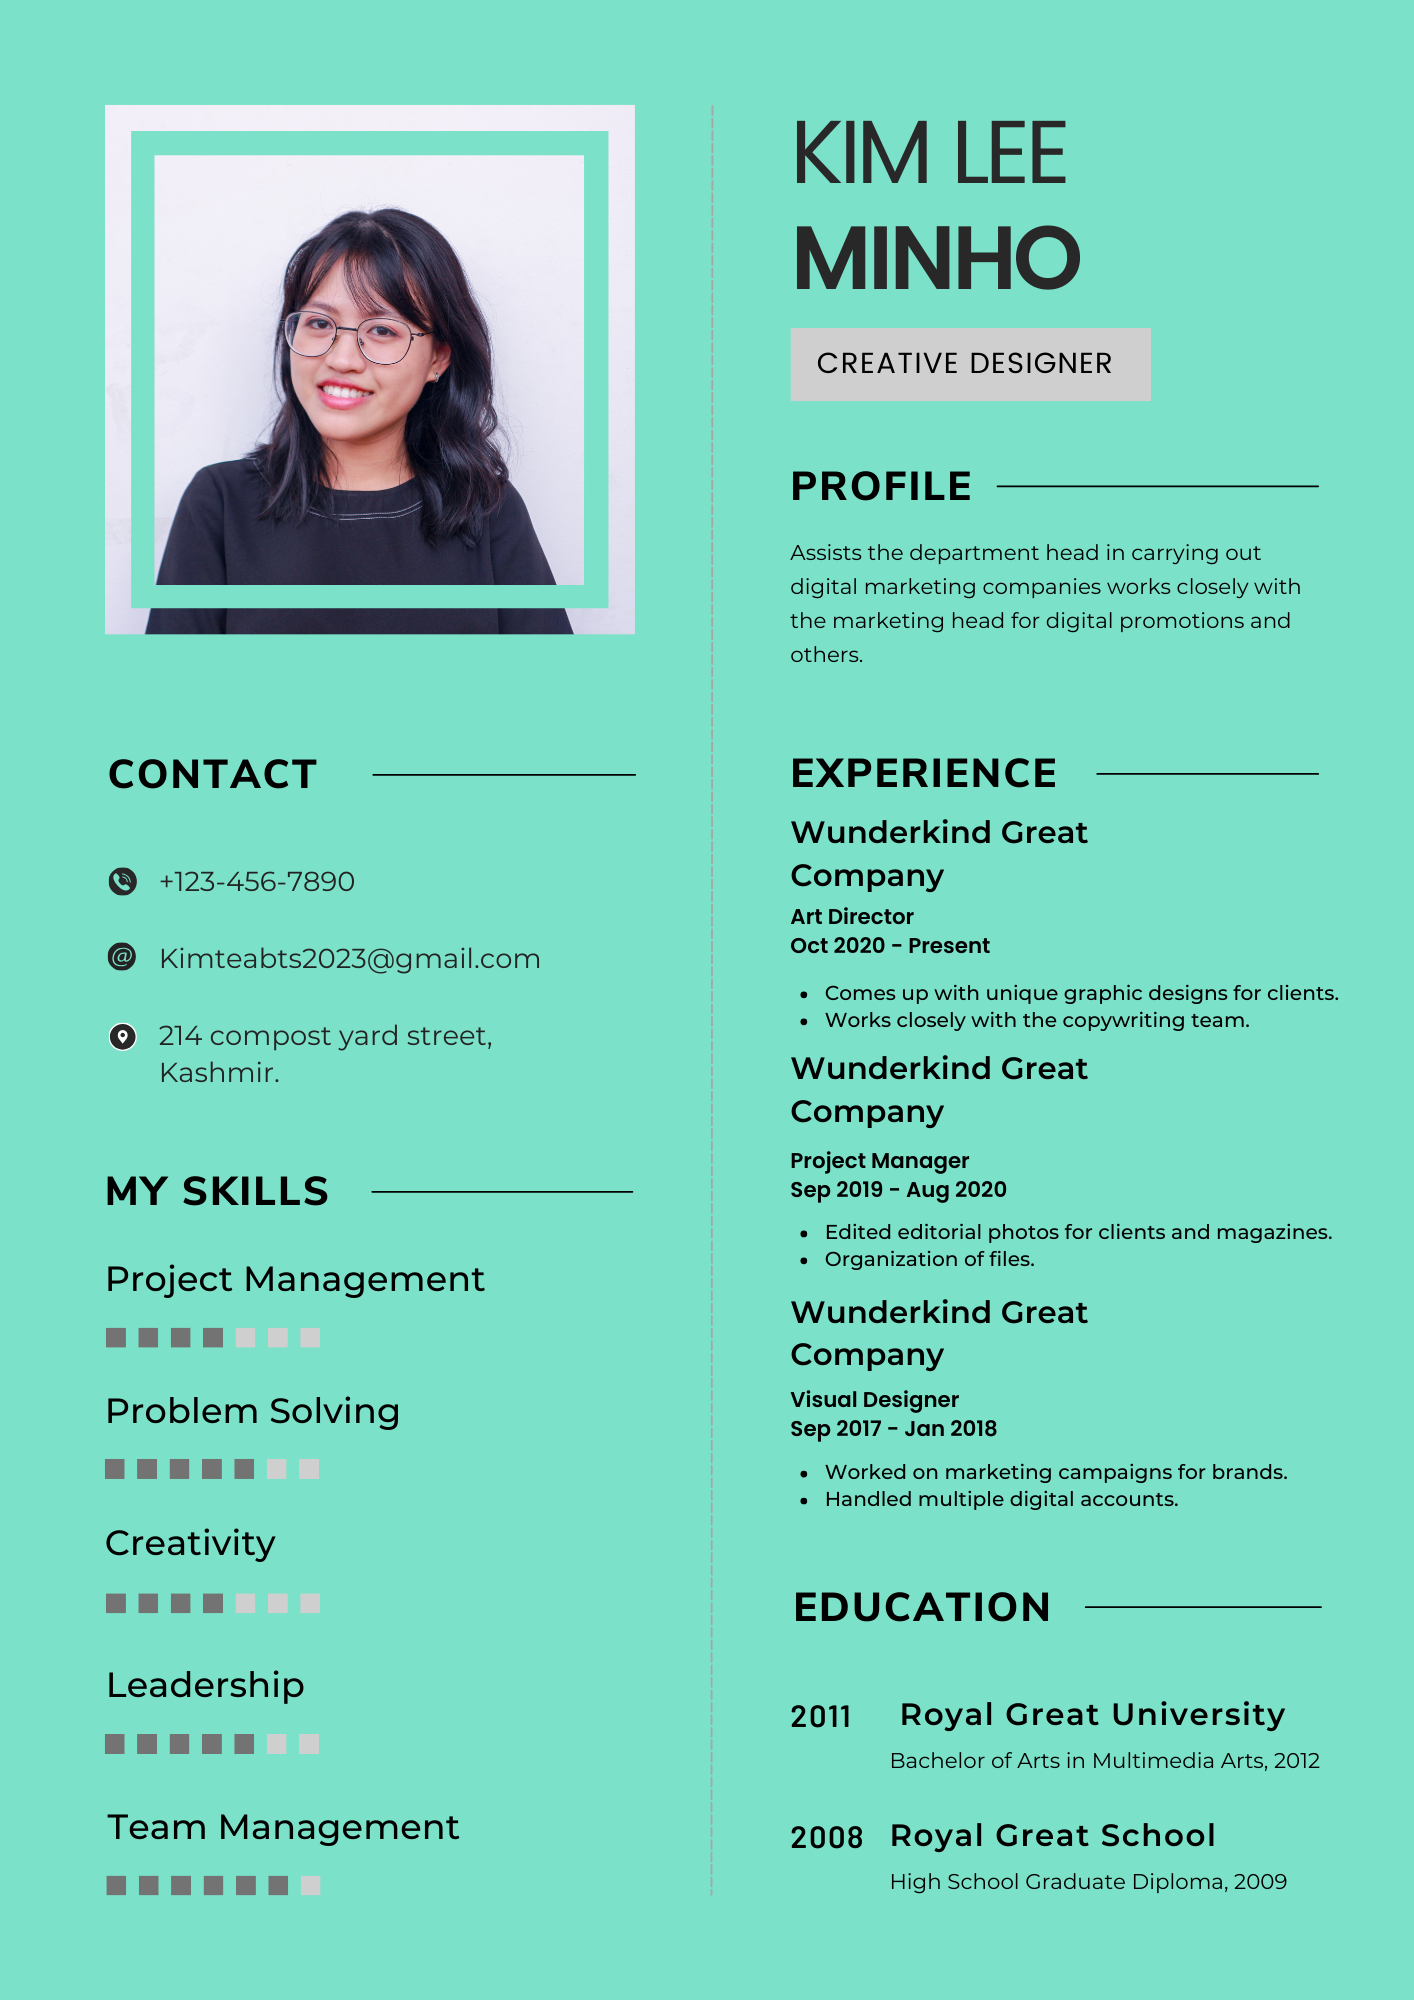 KIM LEE
MINHO
CREATIVE DESIGNER
PROFILE
Assists the department head in carrying out
digital marketing companies works closely with
the marketing head for digital promotions and
others.
CONTACT
+123-456-7890
Kimteabts2023@gmail.com
214 compost yard street,
Kashmir.
MY SKILLS
Project Management
Problem Solving
Creativity
Leadership
Team Management
EXPERIENCE
Wunderkind Great
Company
Art Director
Oct 2020 - Present
• Comes up with unique graphic designs for clients.
• Works closely with the copywriting team.
Wunderkind Great
Company
Project Manager
Sep 2019 - Aug 2020
• Edited editorial photos for clients and magazines.
• Organization of files.
Wunderkind Great
Company
Visual Designer
Sep 2017 - Jan 2018
• Worked on marketing campaigns for brands.
• Handled multiple digital accounts.
EDUCATION
2011 Royal Great University
Bachelor of Arts in Multimedia Arts, 2012
2008 Royal Great School
High School Graduate Diploma, 2009